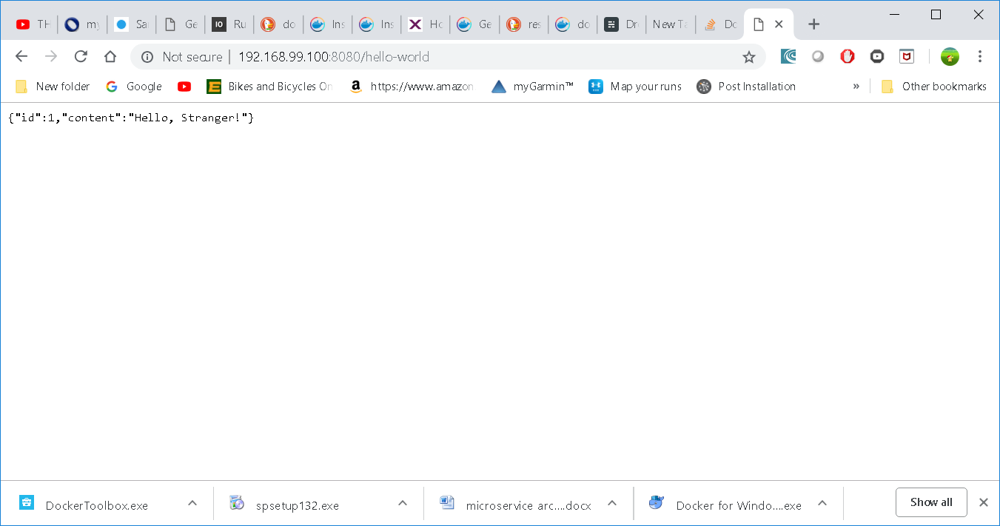 TH my Sa Ge IO Ru do Ins Ins Ho Ge res do Dr New Ta Do
Not secure | 192.168.99.100:8080/hello-world
New folder Google Bikes and Bicycles On https://www.amazon myGarmin™ Map your runs Post Installation » Other bookmarks
{"id":1,"content":"Hello, Stranger!"}
DockerToolbox.exe spsetup132.exe microservice arc....docx Docker for Windo....exe Show all